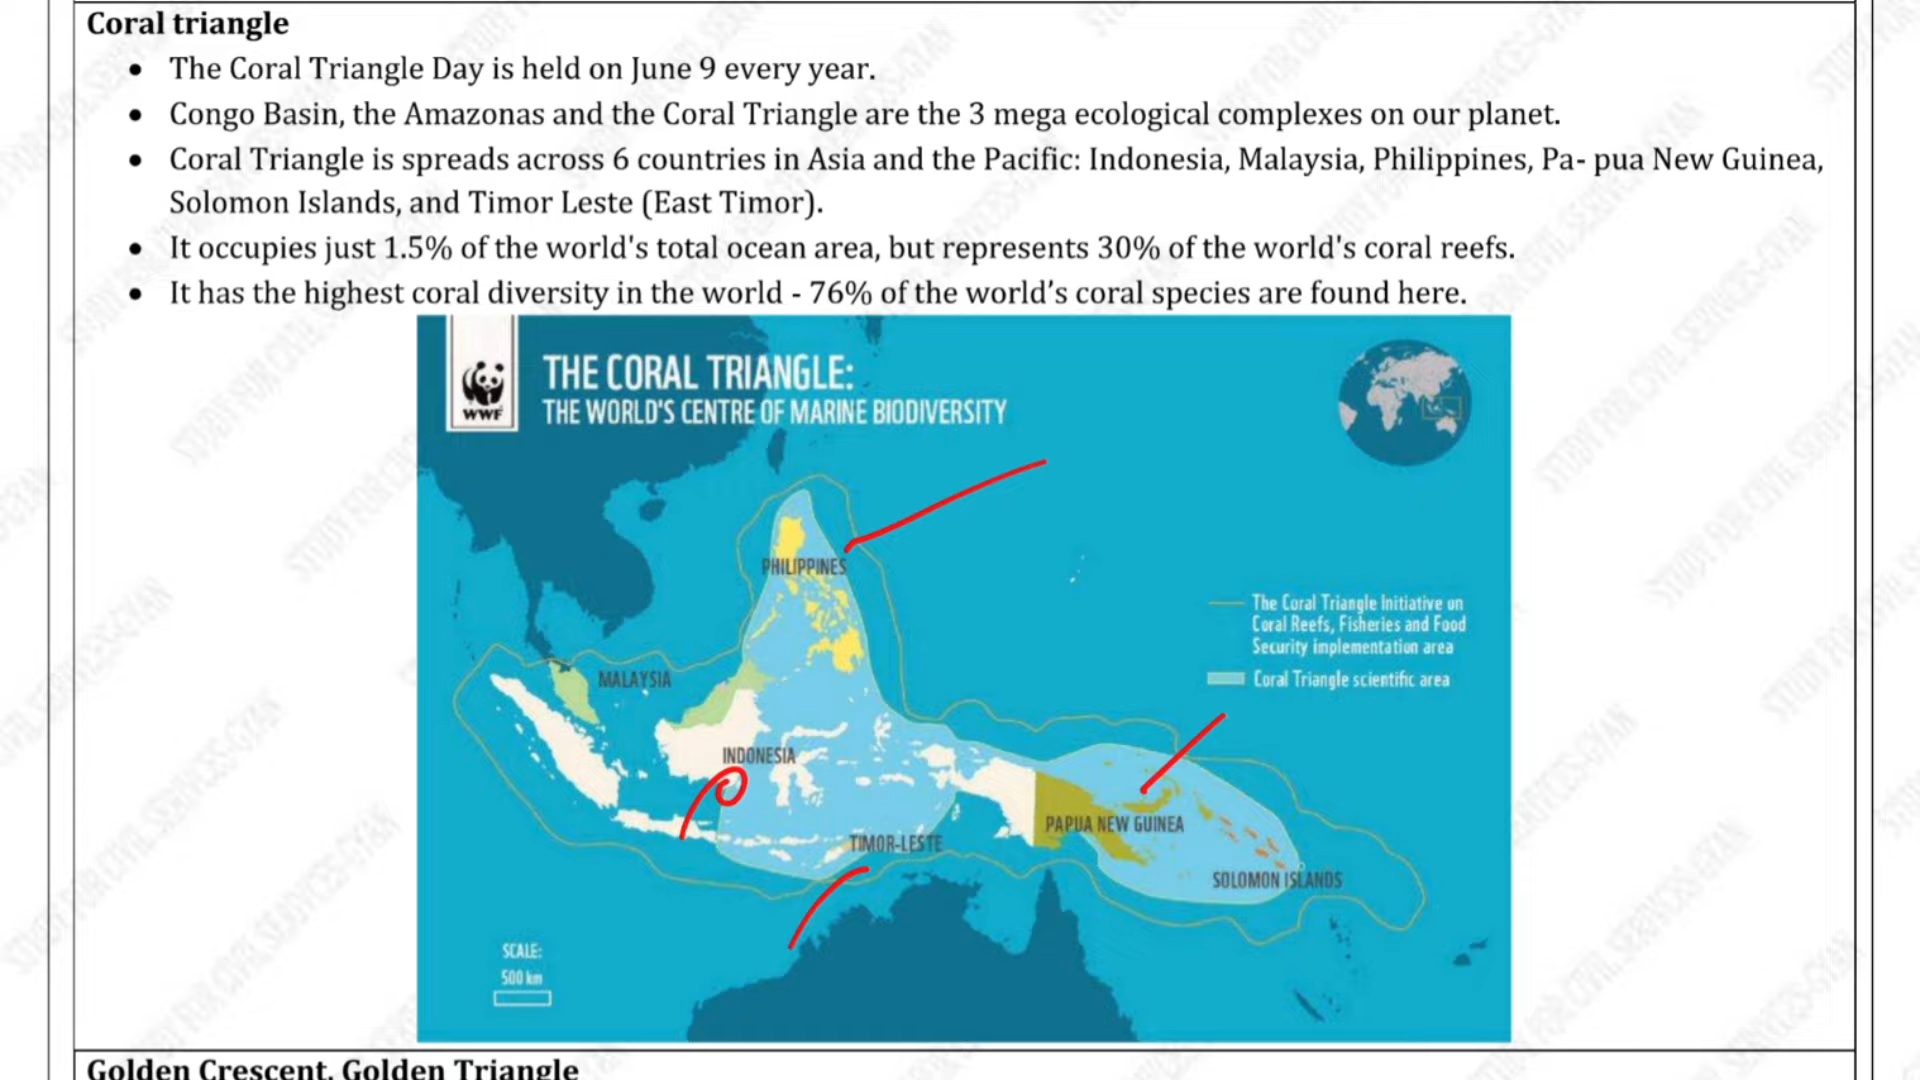 Coral triangle
• The Coral Triangle Day is held on June 9 every year.
• Congo Basin, the Amazonas and the Coral Triangle are the 3 mega ecological complexes on our planet.
• Coral Triangle is spreads across 6 countries in Asia and the Pacific: Indonesia, Malaysia, Philippines, Pa- pua New Guinea,
Solomon Islands, and Timor Leste (East Timor).
• It occupies just 1.5% of the world's total ocean area, but represents 30% of the world's coral reefs.
• It has the highest coral diversity in the world - 76% of the world’s coral species are found here.
WWF
THE CORAL TRIANGLE:
THE WORLD'S CENTRE OF MARINE BIODIVERSITY
PHILIPPINES
The Coral Triangle Initiative on
Coral Reefs, Fisheries and Food
Security implementation area
Coral Triangle scientific area
MALAYSIA
INDONESIA
PAPUA NEW GUINEA
TIMOR-LESTE
SOLOMON ISLANDS
SCALE:
500 km
Golden Crescent, Golden Triangle
STUDY FOR CIVIL SERVICES-GYAN